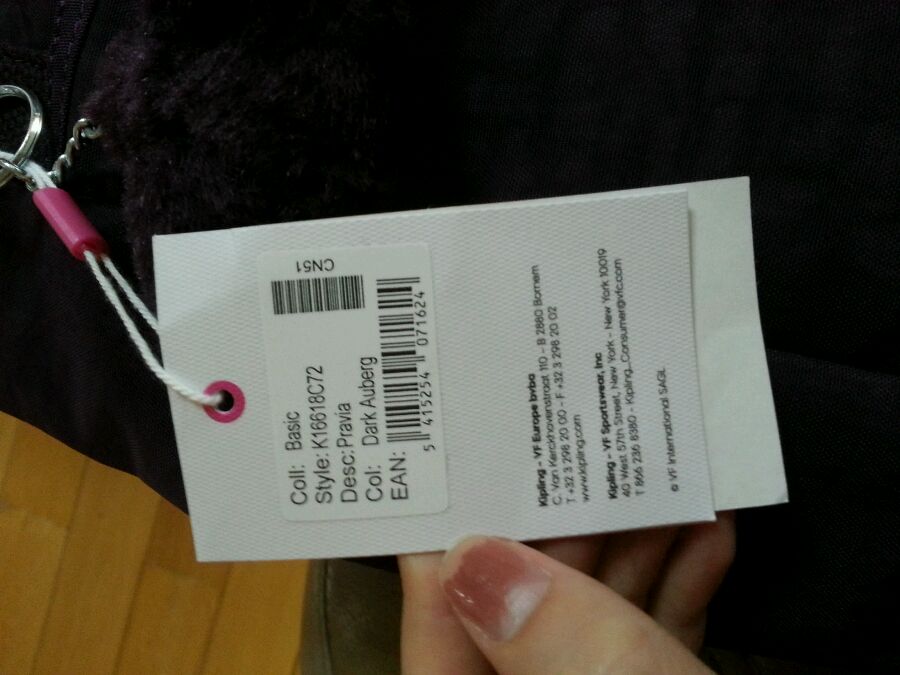 CN51
Coll: Basic
Style: K16618C72
Desc: Pravia
Col: Dark Auberg
EAN:
5 415254 071624
Kipling - VF Europe bvba
C. Van Kerckhovenstraat 110 - B 2880 Bornem
T +32 3 298 20 00 - F +32 3 298 20 02
www.kipling.com
Kipling - VF Sportswear, Inc
40 West 57th Street, New York - New York 10019
T 866 236 8380 - Kipling_Consumer@vfc.com
© VF International SAGL